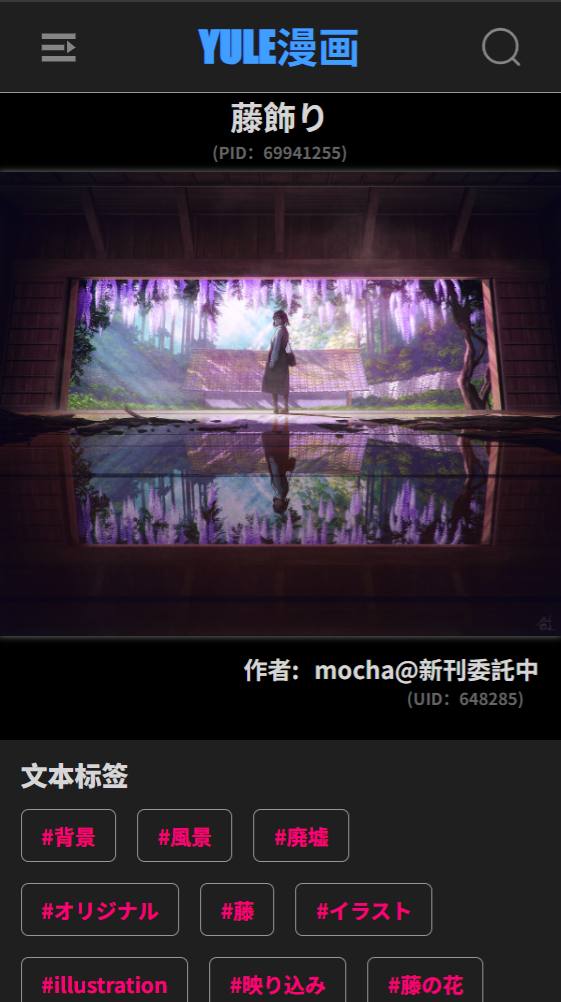 YULE漫画
藤飾り
(PID：69941255)
作者：mocha@新刊委託中
(UID：648285)
文本标签
#背景 #風景 #廃墟
#オリジナル #藤 #イラスト
#illustration #映り込み #藤の花